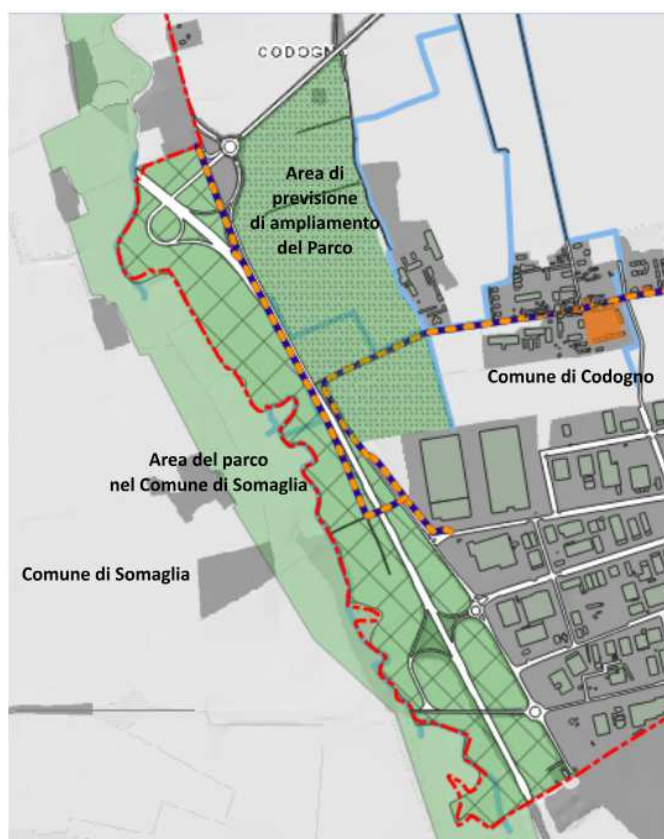 CODOGN
Area di
previsione
di ampliamento
del Parco
Comune di Codogno
Area del parco
nel Comune di Somaglia
Comune di Somaglia